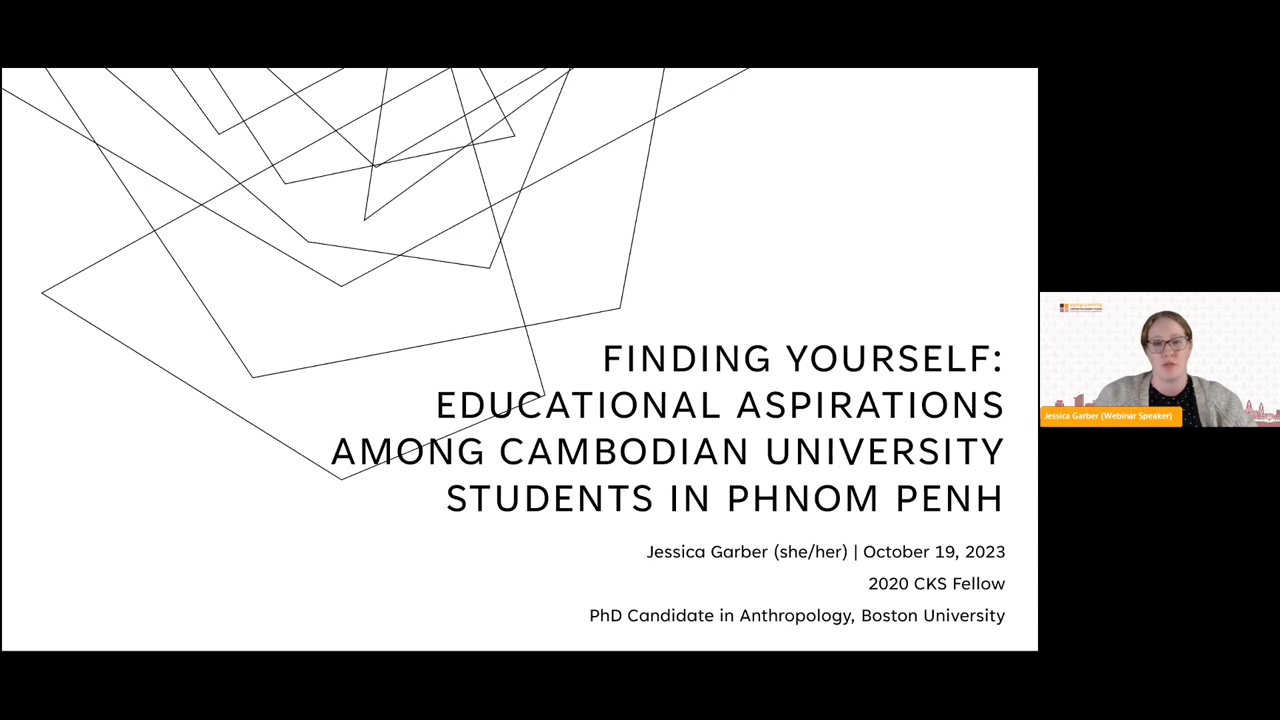 FINDING YOURSELF:
EDUCATIONAL ASPIRATIONS
AMONG CAMBODIAN UNIVERSITY
STUDENTS IN PHNOM PENH
Jessica Garber (she/her) | October 19, 2023
2020 CKS Fellow
PhD Candidate in Anthropology, Boston University
Jessica Garber (Webinar Speaker)